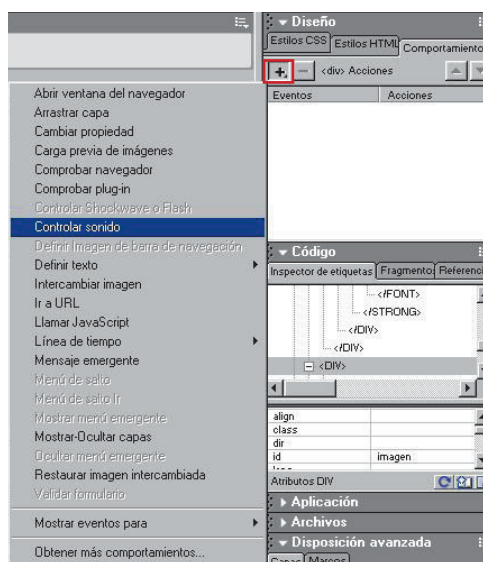 Diseño
Estilos CSS Estilos HTML Comportamiento
<div> Acciones
Eventos Acciones
Abrir ventana del navegador
Arrastrar capa
Cambiar propiedad
Carga previa de imágenes
Comprobar navegador
Comprobar plug-in
Controlar Shockwave o Flash
Controlar sonido
Definir Imagen de barra de navegación
Definir texto
Intercambiar imagen
Ir a URL
Llamar JavaScript
Línea de tiempo
Mensaje emergente
Menú de salto
Menú de salto Ir
Mostrar menú emergente
Mostrar-Ocultar capas
Ocultar menú emergente
Restaurar imagen intercambiada
Validar formulario
Mostrar eventos para
Obtener más comportamientos...
Código
Inspector de etiquetas Fragmentos Referenci
</FONT>
</STRONG>
</DIV>
</DIV>
<DIV>
align
class
dir
id imagen
Atributos DIV
Aplicación
Archivos
Disposición avanzada
Capas Marcos